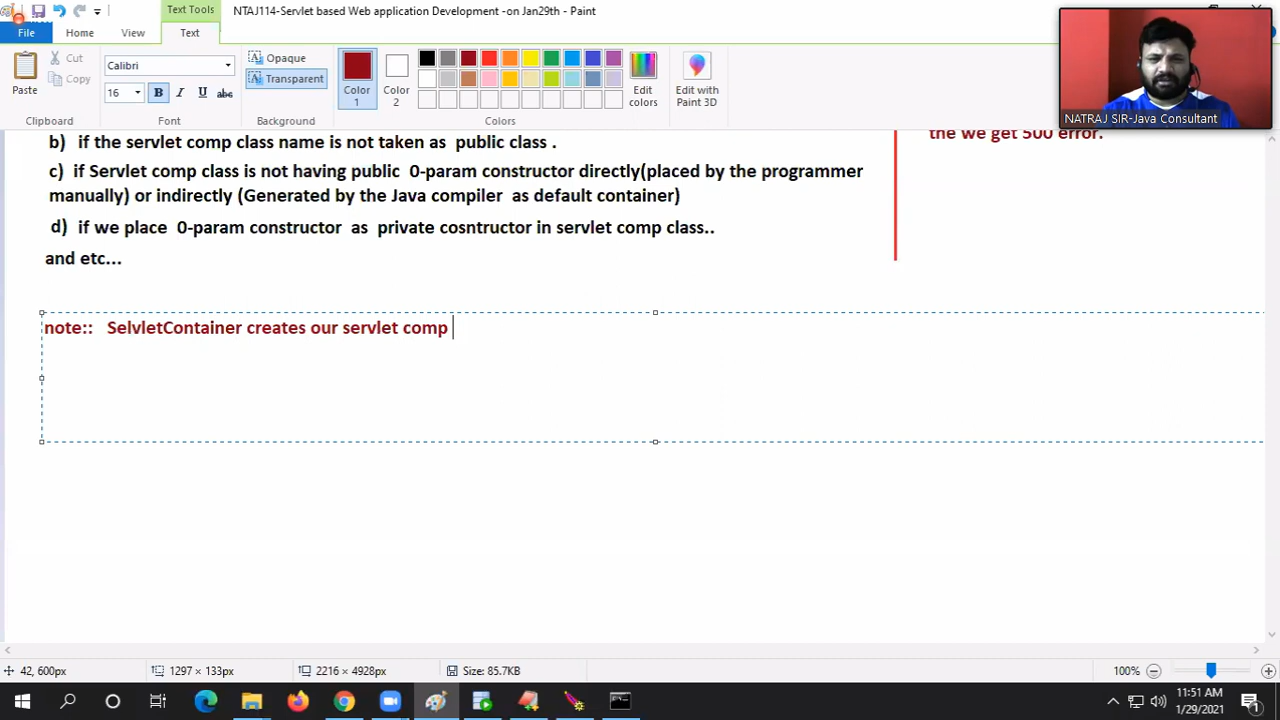 Text Tools
NTAJ114-Servlet based Web application Development -on Jan29th - Paint
File
Home
View
Text
Paste
Cut
Copy
Calibri
16
B
I
U
abc
Opaque
Transparent
Color
1
Color
2
Edit
colors
Edit with
Paint 3D
Clipboard
Font
Background
Colors
NATRAJ SIR-Java Consultant
the we get 500 error.
b) if the servlet comp class name is not taken as public class .
c) if Servlet comp class is not having public 0-param constructor directly(placed by the programmer
manually) or indirectly (Generated by the Java compiler as default container)
d) if we place 0-param constructor as private cosntructor in servlet comp class..
and etc...
note:: SelvletContainer creates our servlet comp
42, 600px
1297 × 133px
2216 × 4928px
Size: 85.7KB
100%
11:51 AM
1/29/2021
1